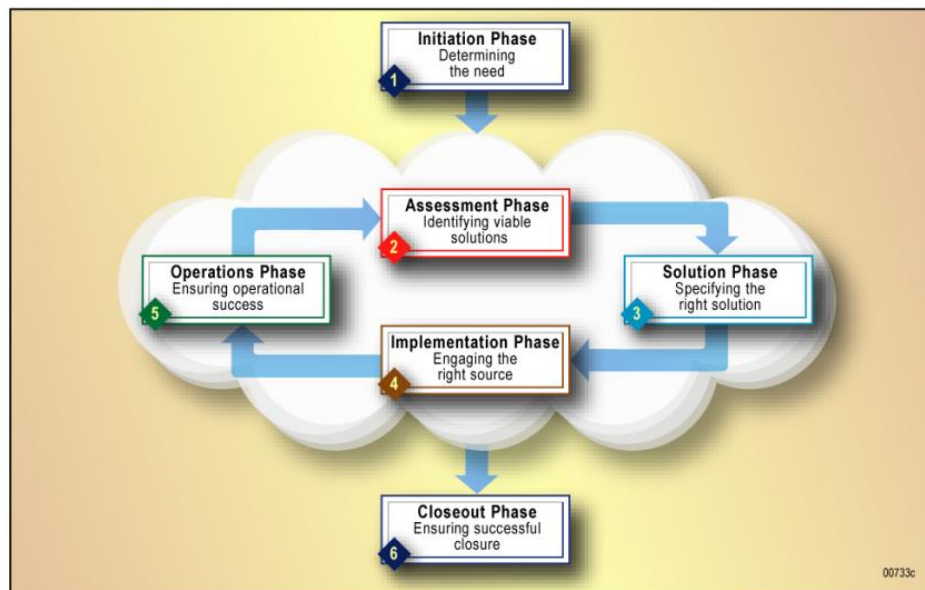 Initiation Phase
Determining
the need
1
Assessment Phase
Identifying viable
solutions
2
Operations Phase
Ensuring operational
success
5
Solution Phase
Specifying the
right solution
3
Implementation Phase
Engaging the
right source
4
Closeout Phase
Ensuring successful
closure
6
00733c